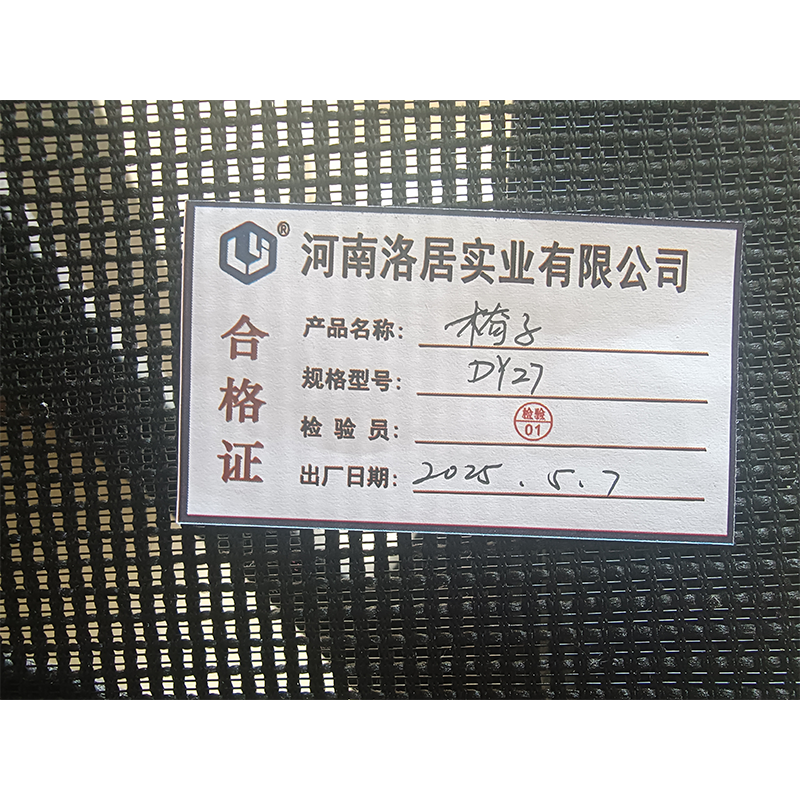 ® 河南洛居实业有限公司
合格证
产品名称: 椅子
规格型号: DY27
检验员: 检验 01
出厂日期: 2025.5.7